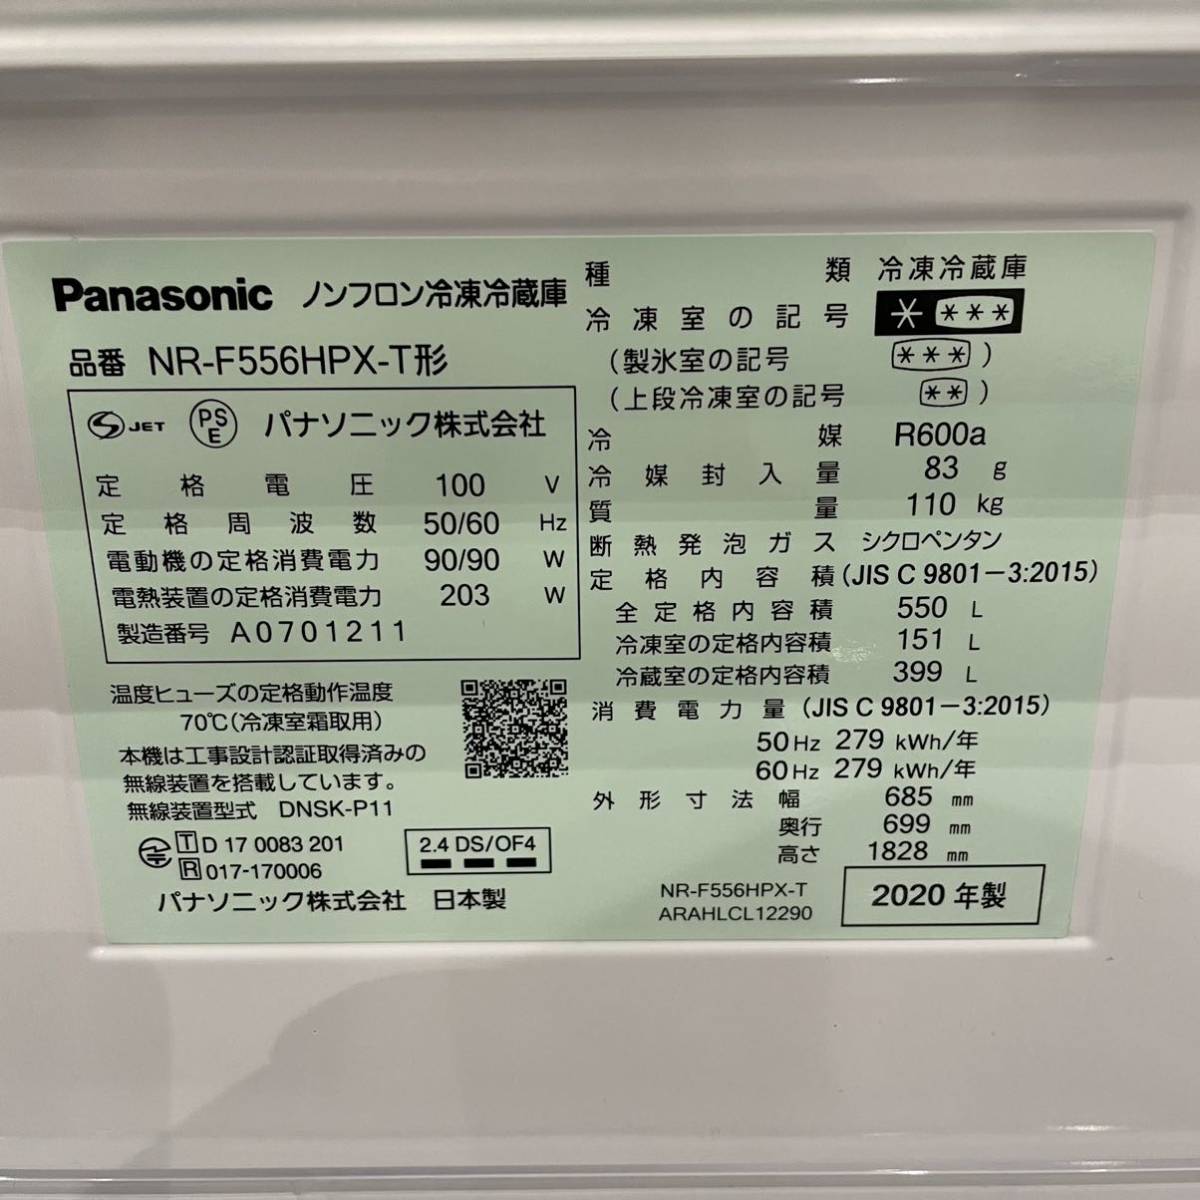 Panasonic ノンフロン冷凍冷蔵庫
品番 NR-F556HPX-T形
JET PSE パナソニック株式会社
定格電圧 100 V
定格周波数 50/60 Hz
電動機の定格消費電力 90/90 W
電熱装置の定格消費電力 203 W
製造番号 A0701211
温度ヒューズの定格動作温度
70℃(冷凍室霜取用)
本機は工事設計認証取得済みの
無線装置を搭載しています。
無線装置型式 DNSK-P11
T D 17 0083 201
R 017-170006
2.4 DS/OF4
パナソニック株式会社 日本製
種類 冷凍冷蔵庫
冷凍室の記号 * ***
(製氷室の記号 *** )
(上段冷凍室の記号 ** )
冷媒 R600a
冷媒封入量 83 g
質量 110 kg
断熱発泡ガス シクロペンタン
定格内容積 (JIS C 9801-3:2015)
全定格内容積 550 L
冷凍室の定格内容積 151 L
冷蔵室の定格内容積 399 L
消費電力量 (JIS C 9801-3:2015)
50Hz 279 kWh/年
60Hz 279 kWh/年
外形寸法 幅 685 mm
奥行 699 mm
高さ 1828 mm
NR-F556HPX-T
ARAHLCL12290
2020年製